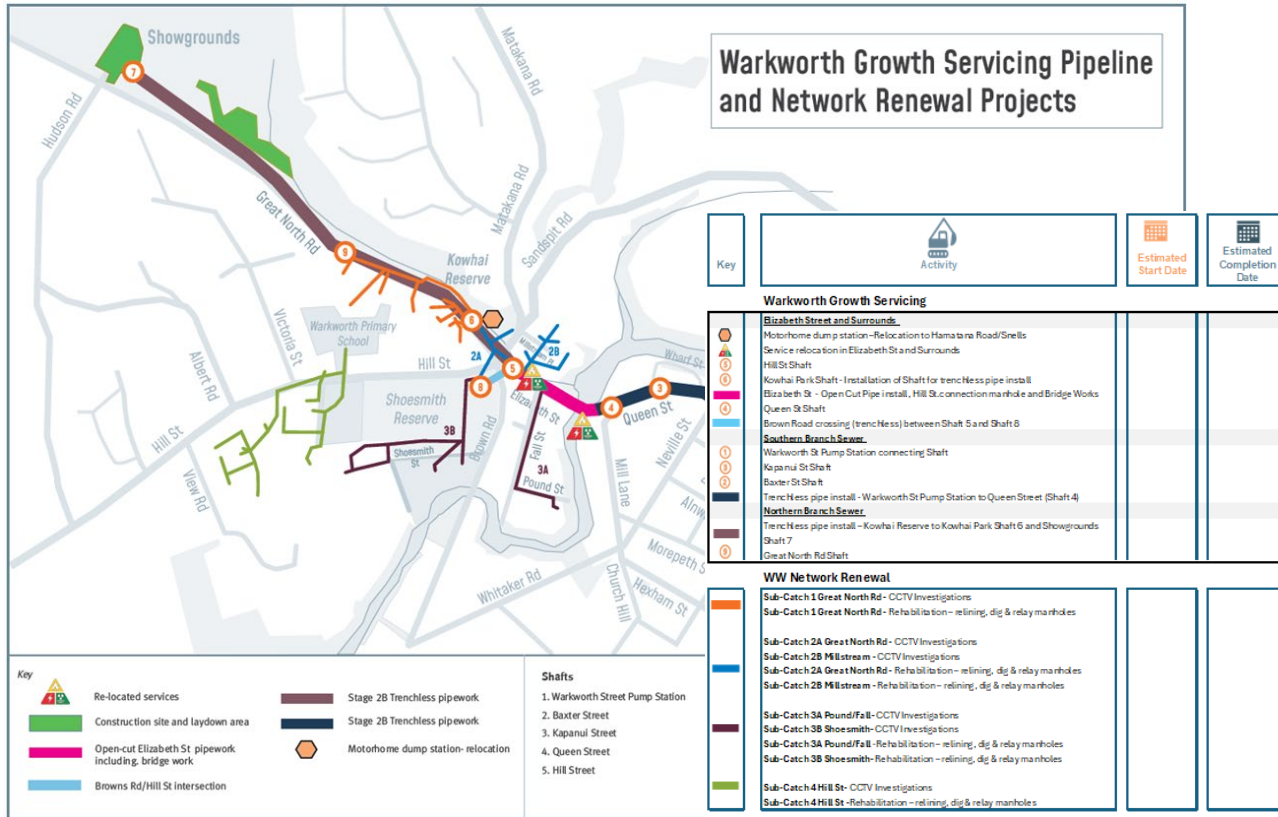 Showgrounds
7
Hudson Rd
Great North Rd
9
Matakana Rd
Matakana Rd
Sandspit Rd
Kowhai
Reserve
6
Victoria St
Warkworth Primary
School
Albert Rd
Hill St
Hill St
View Rd
2A
2B
5
8
Shoesmith
Reserve
3B
Shoesmith
St
Brown Rd
Elizabeth St
Fall St
3A
Pound St
4
3
Queen St
Wharf St
Neville St
Mill Lane
Alnw
Morepeth S
Church Hill
Hexham St
Whitaker Rd
Warkworth Growth Servicing Pipeline
and Network Renewal Projects
Key
Activity
Estimated
Start Date
Estimated
Completion
Date
Warkworth Growth Servicing
Elizabeth Street and Surrounds
Motorhome dump station–Relocation to Hamatana Road/Snells
Service relocation in Elizabeth St and Surrounds
5 Hill St Shaft
6 Kowhai Park Shaft - Installation of Shaft for trenchless pipe install
Elizabeth St - Open Cut Pipe install, Hill St.connection manhole and Bridge Works
4 Queen St Shaft
Brown Road crossing (trenchless) between Shaft 5 and Shaft 8
Southern Branch Sewer
1 Warkworth St Pump Station connecting Shaft
3 Kapanui St Shaft
2 Baxter St Shaft
Trenchless pipe install - Warkworth St Pump Station to Queen Street (Shaft 4)
Northern Branch Sewer
Trenchless pipe install – Kowhai Reserve to Kowhai Park Shaft 6 and Showgrounds
Shaft 7
9 Great North Rd Shaft
WW Network Renewal
Sub-Catch 1 Great North Rd - CCTV Investigations
Sub-Catch 1 Great North Rd - Rehabilitation – relining, dig & relay manholes
Sub-Catch 2A Great North Rd - CCTV Investigations
Sub-Catch 2B Millstream - CCTV Investigations
Sub-Catch 2A Great North Rd - Rehabilitation – relining, dig & relay manholes
Sub-Catch 2B Millstream - Rehabilitation – relining, dig & relay manholes
Sub-Catch 3A Pound/Fall- CCTV Investigations
Sub-Catch 3B Shoesmith- CCTV Investigations
Sub-Catch 3A Pound/Fall -Rehabilitation – relining, dig & relay manholes
Sub-Catch 3B Shoesmith- Rehabilitation – relining, dig & relay manholes
Sub-Catch 4 Hill St- CCTV Investigations
Sub-Catch 4 Hill St -Rehabilitation – relining, dig & relay manholes
Key
Re-located services
Construction site and laydown area
Open-cut Elizabeth St pipework
including. bridge work
Browns Rd/Hill St intersection
Stage 2B Trenchless pipework
Stage 2B Trenchless pipework
Motorhome dump station- relocation
Shafts
1. Warkworth Street Pump Station
2. Baxter Street
3. Kapanui Street
4. Queen Street
5. Hill Street